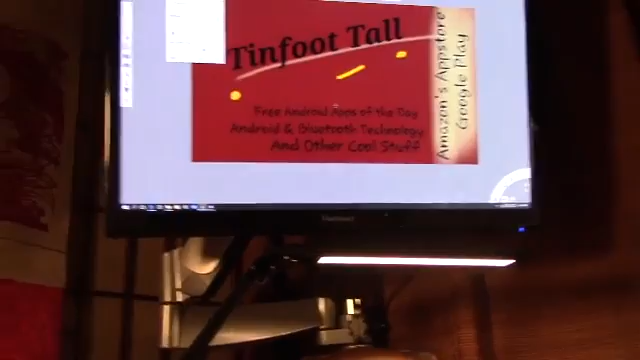 Tinfoot Tall
Free Android Apps of the Day
Android & Bluetooth Technology
And Other Cool Stuff
Amazon's Appstore
Google Play